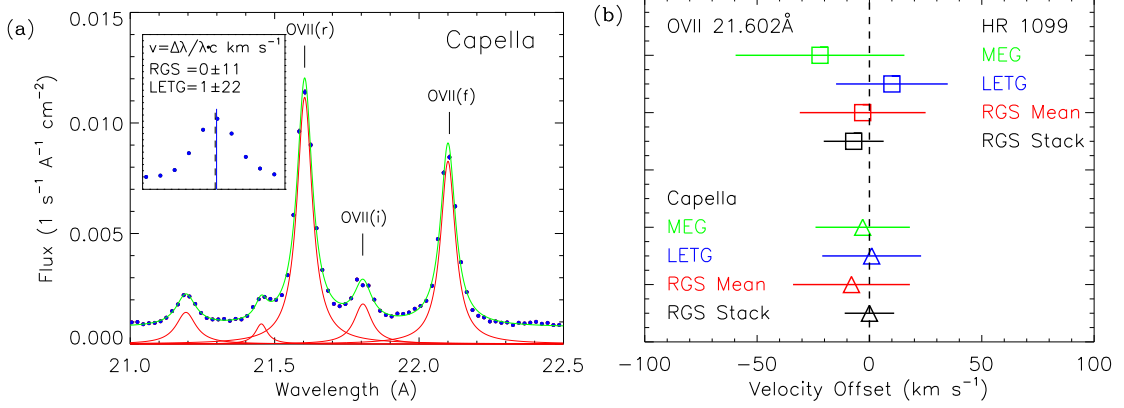 (a)
0.015
0.010
0.005
0.000
Flux (1 s⁻¹ A⁻¹ cm⁻²)
v=Δλ/λ•c km s⁻¹
RGS =0±11
LETG=1±22
OVII(r)
Capella
OVII(f)
OVII(i)
21.0 21.5 22.0 22.5
Wavelength (A)
(b)
OVII 21.602Å HR 1099
MEG
LETG
RGS Mean
RGS Stack
Capella
MEG
LETG
RGS Mean
RGS Stack
−100 −50 0 50 100
Velocity Offset (km s⁻¹)